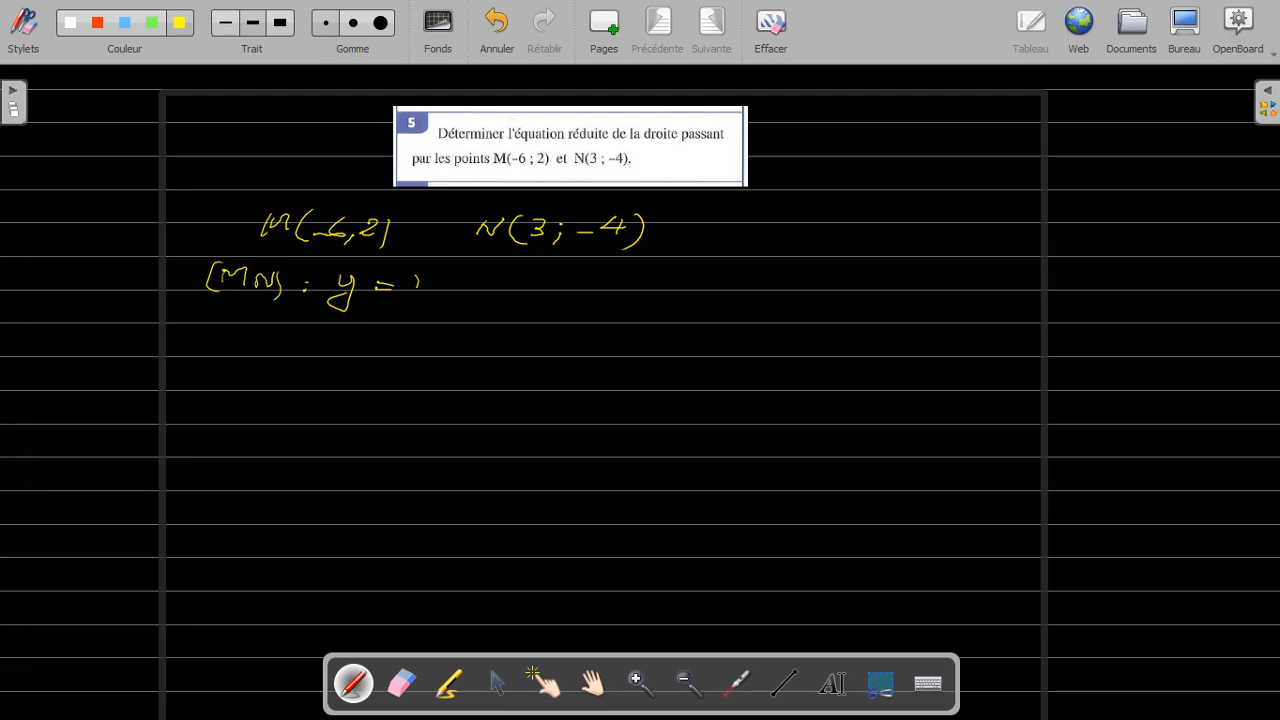 Stylets Couleur Trait Gomme Fonds Annuler Rétablir Pages Précédente Suivante Effacer Tableau Web Documents Bureau OpenBoard
5 Déterminer l'équation réduite de la droite passant
par les points M(–6 ; 2) et N(3 ; –4).
M(-6,2) N(3; -4)
(MN) : y =